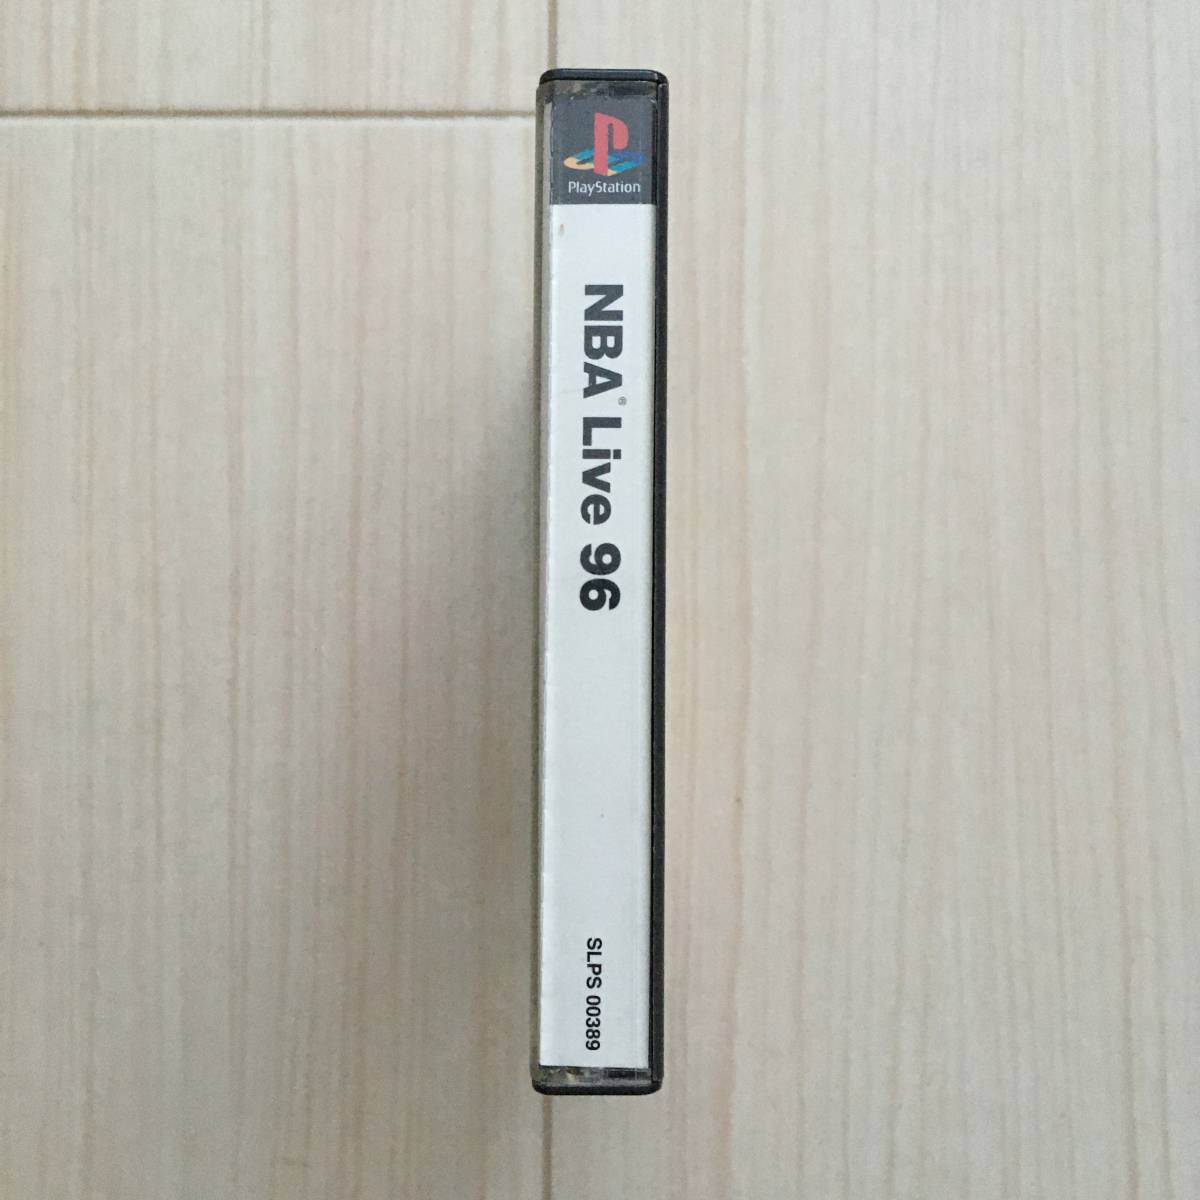 PlayStation
NBA® Live 96
SLPS 00389